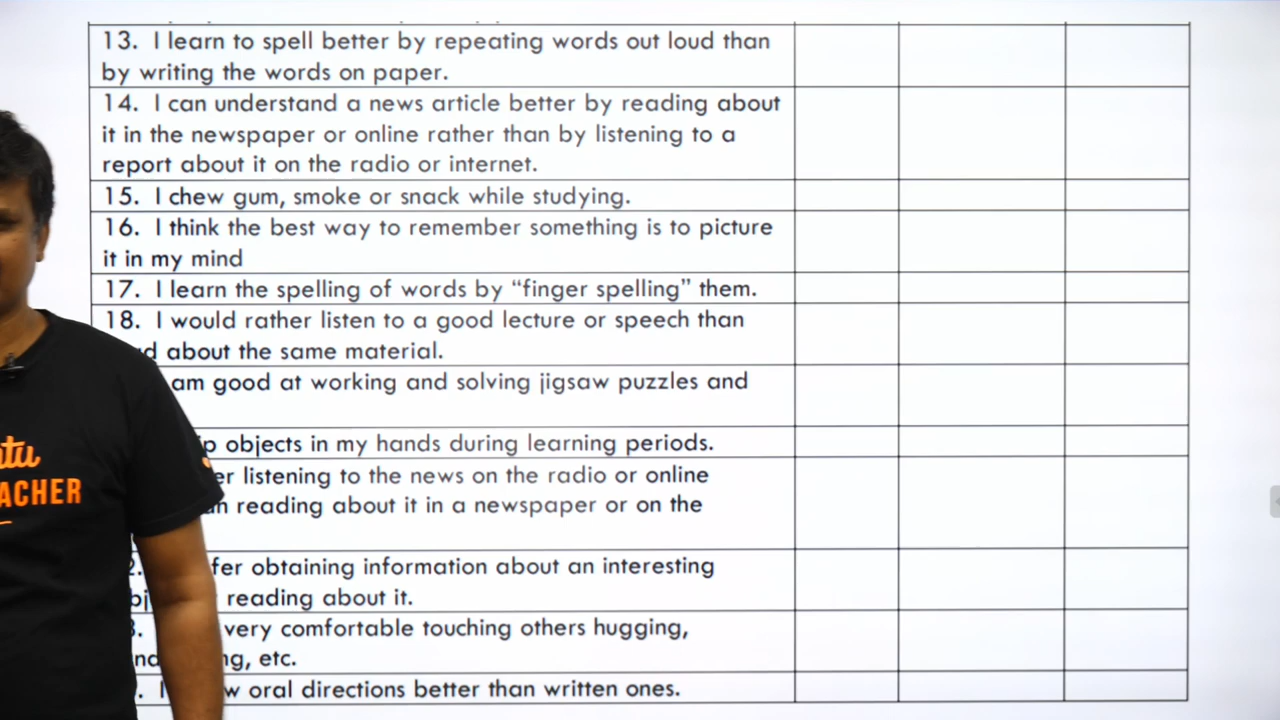 13. I learn to spell better by repeating words out loud than
by writing the words on paper.
14. I can understand a news article better by reading about
it in the newspaper or online rather than by listening to a
report about it on the radio or internet.
15. I chew gum, smoke or snack while studying.
16. I think the best way to remember something is to picture
it in my mind
17. I learn the spelling of words by “finger spelling” them.
18. I would rather listen to a good lecture or speech than
about the same material.
am good at working and solving jigsaw puzzles and
objects in my hands during learning periods.
listening to the news on the radio or online
reading about it in a newspaper or on the
obtaining information about an interesting
reading about it.
very comfortable touching others hugging,
etc.
I oral directions better than written ones.